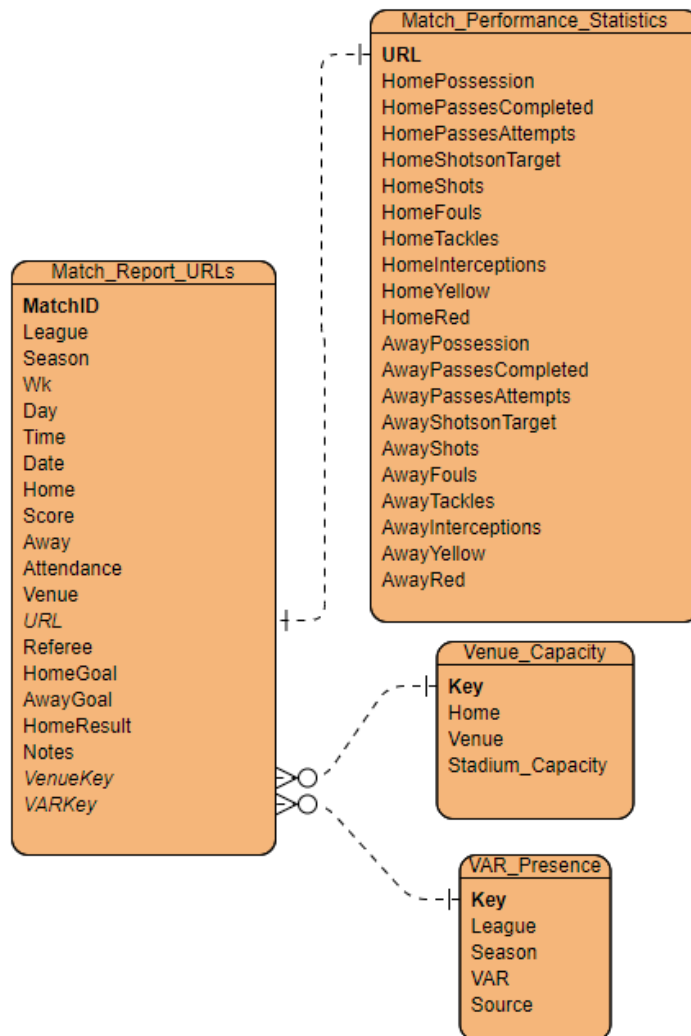 Match_Performance_Statistics
URL
HomePossession
HomePassesCompleted
HomePassesAttempts
HomeShotsonTarget
HomeShots
HomeFouls
HomeTackles
HomeInterceptions
HomeYellow
HomeRed
AwayPossession
AwayPassesCompleted
AwayPassesAttempts
AwayShotsonTarget
AwayShots
AwayFouls
AwayTackles
AwayInterceptions
AwayYellow
AwayRed
Match_Report_URLs
MatchID
League
Season
Wk
Day
Time
Date
Home
Score
Away
Attendance
Venue
URL
Referee
HomeGoal
AwayGoal
HomeResult
Notes
VenueKey
VARKey
Venue_Capacity
Key
Home
Venue
Stadium_Capacity
VAR_Presence
Key
League
Season
VAR
Source